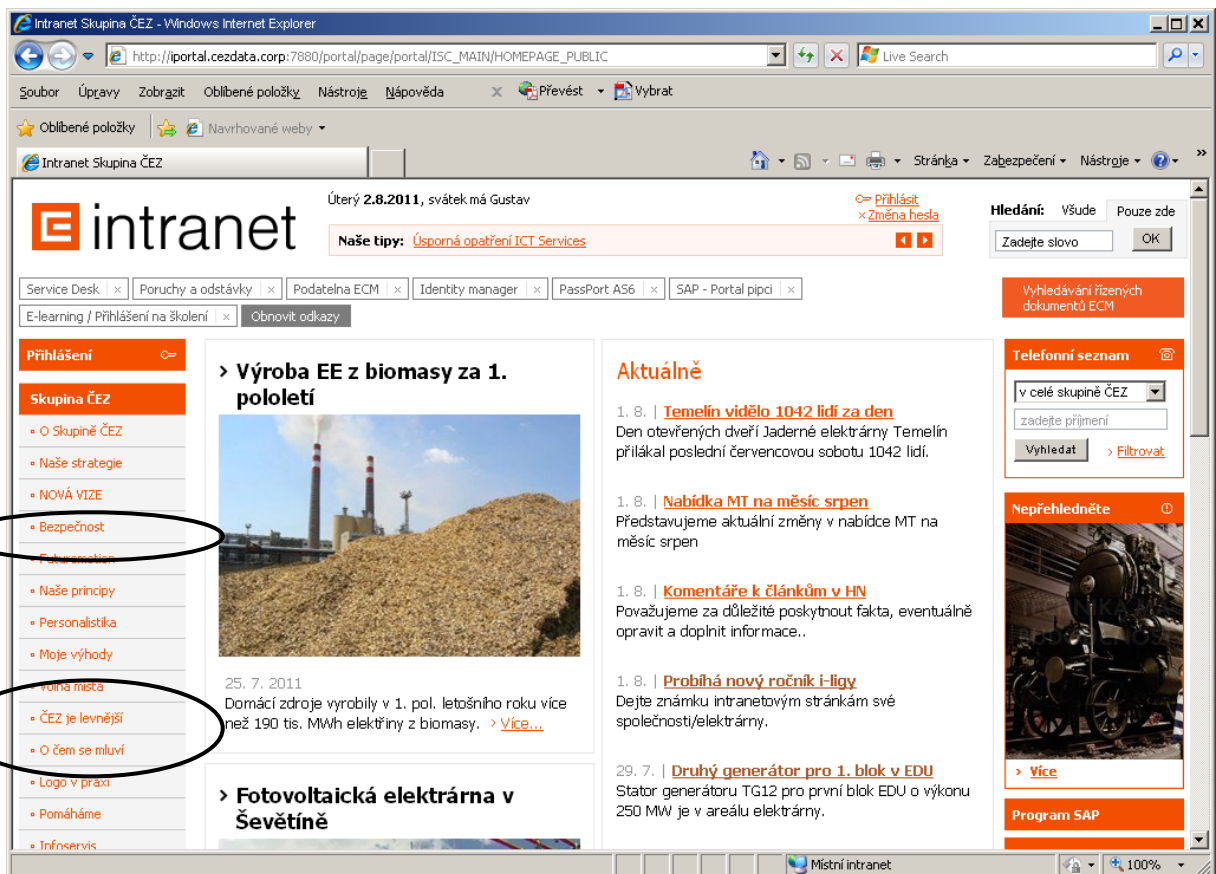 Intranet Skupina ČEZ - Windows Internet Explorer
http://iportal.cezdata.corp:7880/portal/page/portal/ISC_MAIN/HOMEPAGE_PUBLIC
Live Search
Soubor Úpravy Zobrazit Oblíbené položky Nástroje Nápověda x Převést Vybrat
Oblíbené položky Navrhované weby
Intranet Skupina ČEZ
Stránka Zabezpečení Nástroje »
intranet
Úterý 2.8.2011, svátek má Gustav
Přihlásit
× Změna hesla
Naše tipy: Úsporná opatření ICT Services
Hledání: Všude Pouze zde
Zadejte slovo OK
Service Desk × Poruchy a odstávky × Podatelna ECM × Identity manager × PassPort AS6 × SAP - Portal pipci ×
E-learning / Přihlášení na školení × Obnovit odkazy
Vyhledávání řízených
dokumentů ECM
Přihlášení
Skupina ČEZ
O Skupině ČEZ
Naše strategie
NOVÁ VIZE
Bezpečnost
Futuremotion
Naše principy
Personalistika
Moje výhody
Volná místa
ČEZ je levnější
O čem se mluví
Logo v praxi
Pomáháme
Infoservis
› Výroba EE z biomasy za 1.
pololetí
25. 7. 2011
Domácí zdroje vyrobily v 1. pol. letošního roku více
než 190 tis. MWh elektřiny z biomasy. › Více...
› Fotovoltaická elektrárna v
Ševětíně
Aktuálně
1. 8. | Temelín vidělo 1042 lidí za den
Den otevřených dveří Jaderné elektrárny Temelín
přilákal poslední červencovou sobotu 1042 lidí.
1. 8. | Nabídka MT na měsíc srpen
Představujeme aktuální změny v nabídce MT na
měsíc srpen
1. 8. | Komentáře k článkům v HN
Považujeme za důležité poskytnout fakta, eventuálně
opravit a doplnit informace..
1. 8. | Probíhá nový ročník i-ligy
Dejte známku intranetovým stránkám své
společnosti/elektrárny.
29. 7. | Druhý generátor pro 1. blok v EDU
Stator generátoru TG12 pro první blok EDU o výkonu
250 MW je v areálu elektrárny.
Telefonní seznam
v celé skupině ČEZ
zadejte příjmení
Vyhledat › Filtrovat
Nepřehlédněte
› Více
Program SAP
Místní intranet
100%